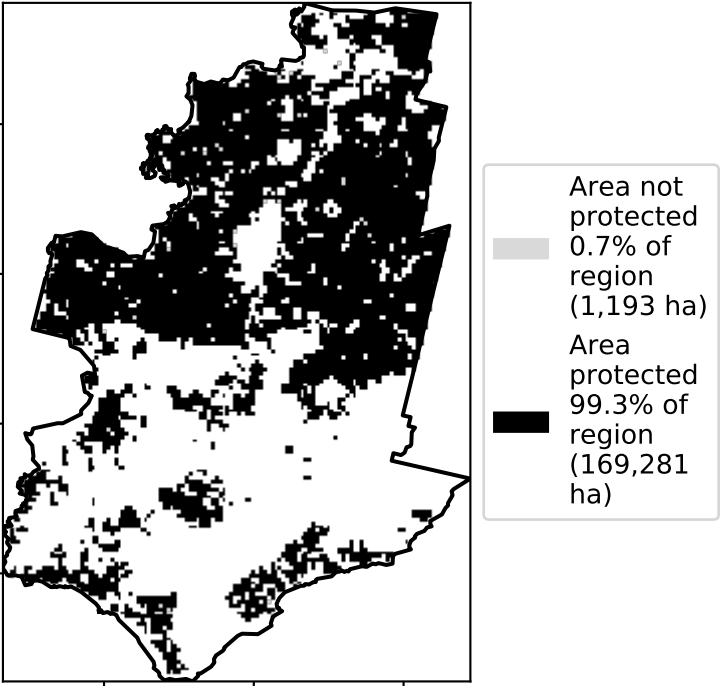 Area not
protected
0.7% of
region
(1,193 ha)
Area
protected
99.3% of
region
(169,281
ha)